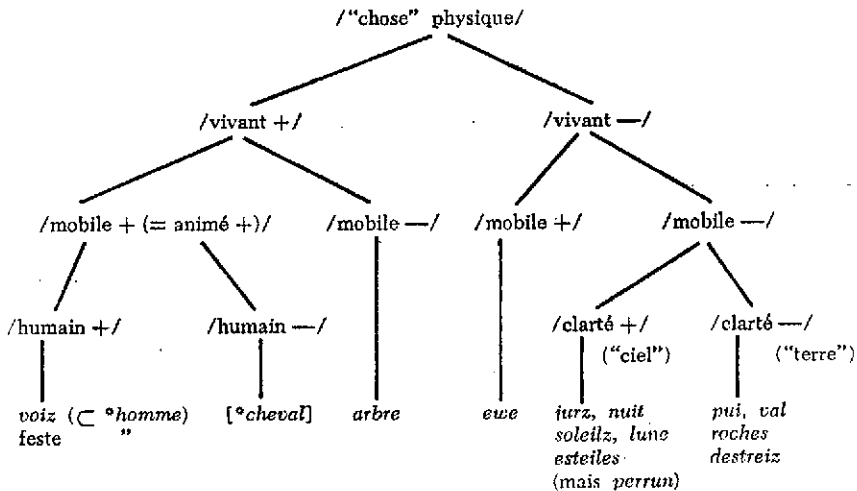 /“chose” physique/
/vivant +/ /vivant —/
/mobile + (= animé +)/ /mobile —/ /mobile +/ /mobile —/
/humain +/ /humain —/ /clarté +/ /clarté —/
(“ciel”) (“terre”)
voiz (⊂ *homme) [*cheval] arbre ewe jurz, nuit pui, val
feste ” soleilz, lune roches
esteiles destreiz
(mais perrun)